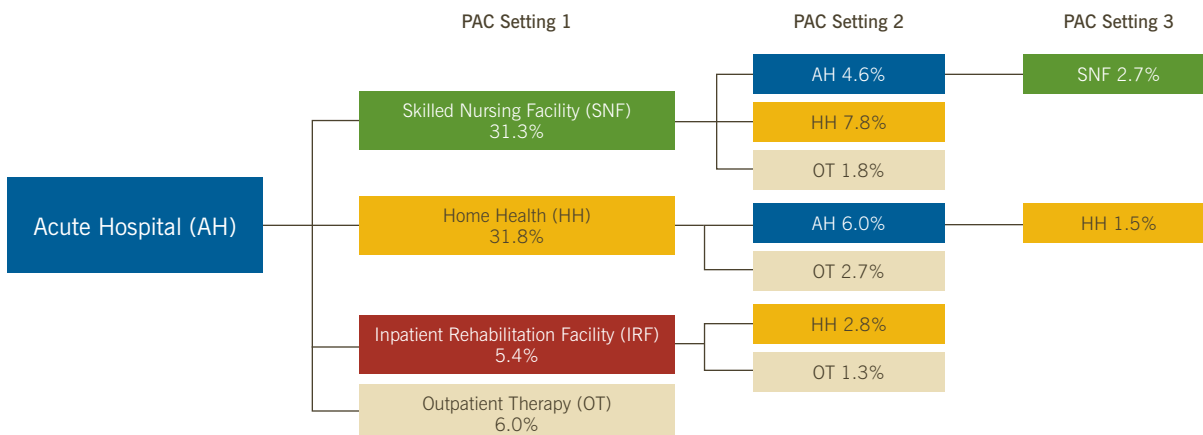 PAC Setting 1
PAC Setting 2
PAC Setting 3
Acute Hospital (AH)
Skilled Nursing Facility (SNF)
31.3%
AH 4.6%
SNF 2.7%
HH 7.8%
OT 1.8%
Home Health (HH)
31.8%
AH 6.0%
HH 1.5%
OT 2.7%
Inpatient Rehabilitation Facility (IRF)
5.4%
HH 2.8%
OT 1.3%
Outpatient Therapy (OT)
6.0%